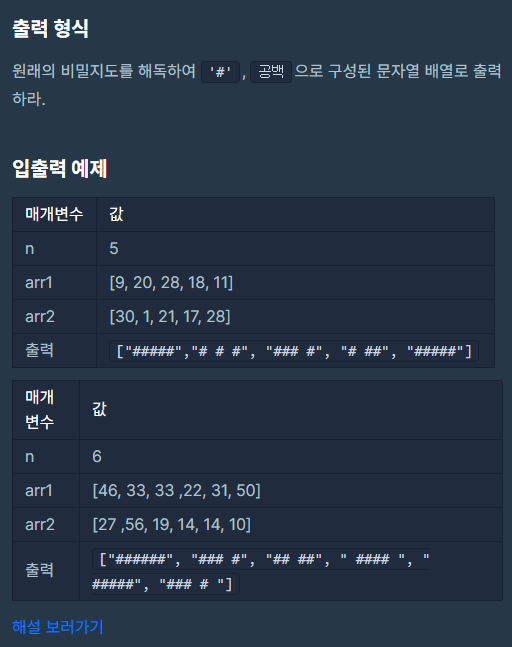 출력 형식
원래의 비밀지도를 해독하여 '#', 공백 으로 구성된 문자열 배열로 출력
하라.
입출력 예제
매개변수 값
n 5
arr1 [9, 20, 28, 18, 11]
arr2 [30, 1, 21, 17, 28]
출력 ["#####","# # #", "### #", "# ##", "#####"]
매개
변수 값
n 6
arr1 [46, 33, 33 ,22, 31, 50]
arr2 [27 ,56, 19, 14, 14, 10]
출력 ["######", "### #", "## ##", " #### ", "
#####", "### # "]
해설 보러가기